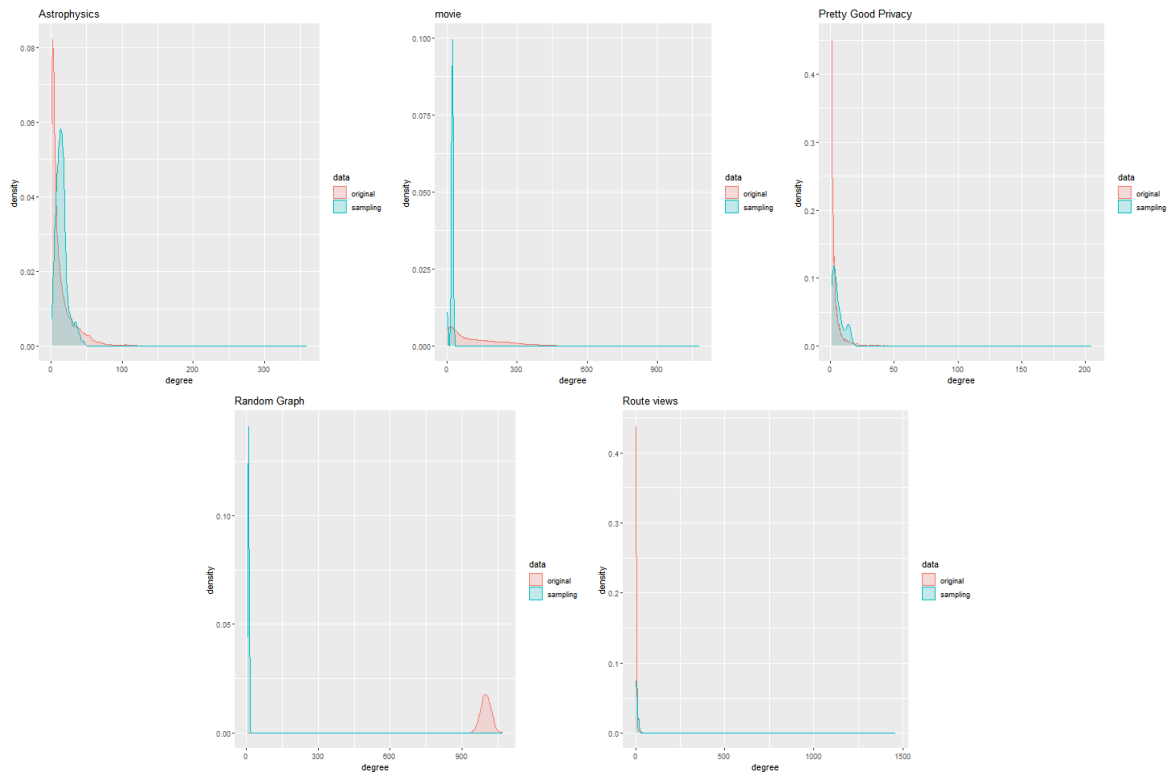 Astrophysics
0.08
0.06
0.04
0.02
0.00
density
0
100
200
300
degree
data
original
sampling
movie
0.100
0.075
0.050
0.025
0.000
density
0
300
600
900
degree
data
original
sampling
Pretty Good Privacy
0.4
0.3
0.2
0.1
0.0
density
0
50
100
150
200
degree
data
original
sampling
Random Graph
0.10
0.05
0.00
density
0
300
600
900
degree
data
original
sampling
Route views
0.4
0.3
0.2
0.1
0.0
density
0
500
1000
1500
degree
data
original
sampling